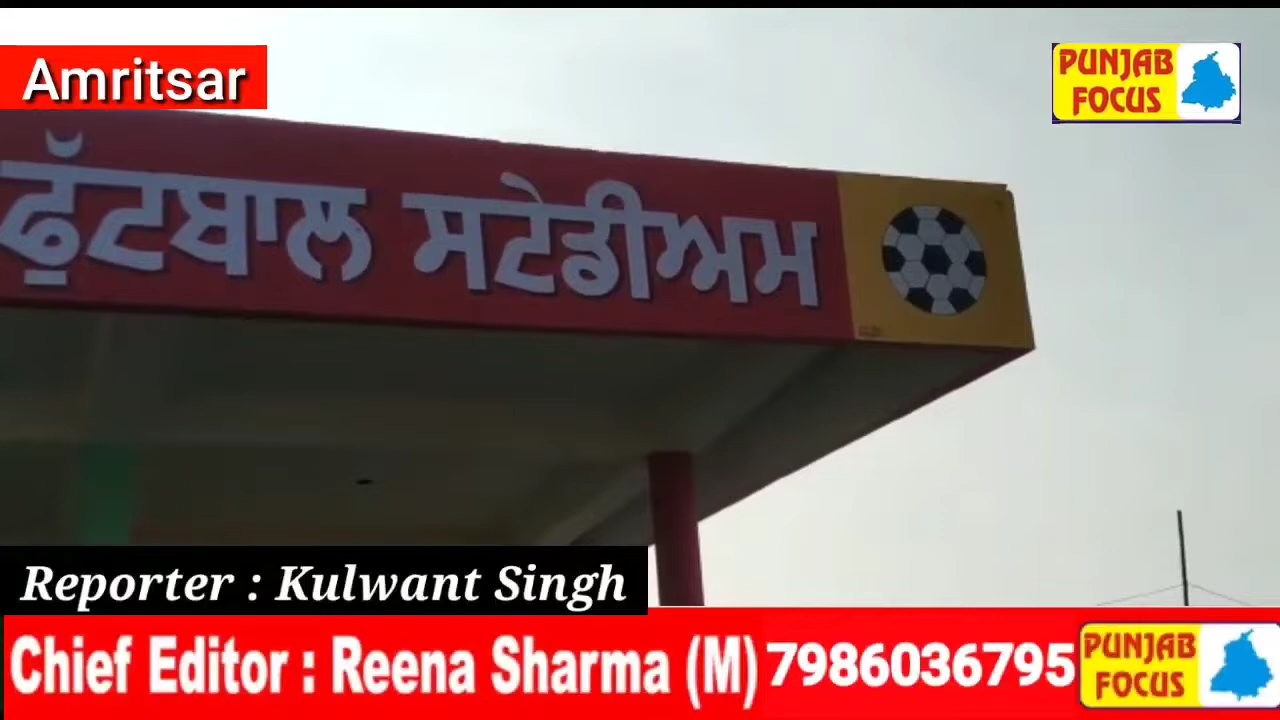 Amritsar
PUNJAB
FOCUS
ਫੁੱਟਬਾਲ ਸਟੇਡੀਅਮ
Reporter : Kulwant Singh
Chief Editor : Reena Sharma (M) 7986036795
PUNJAB
FOCUS